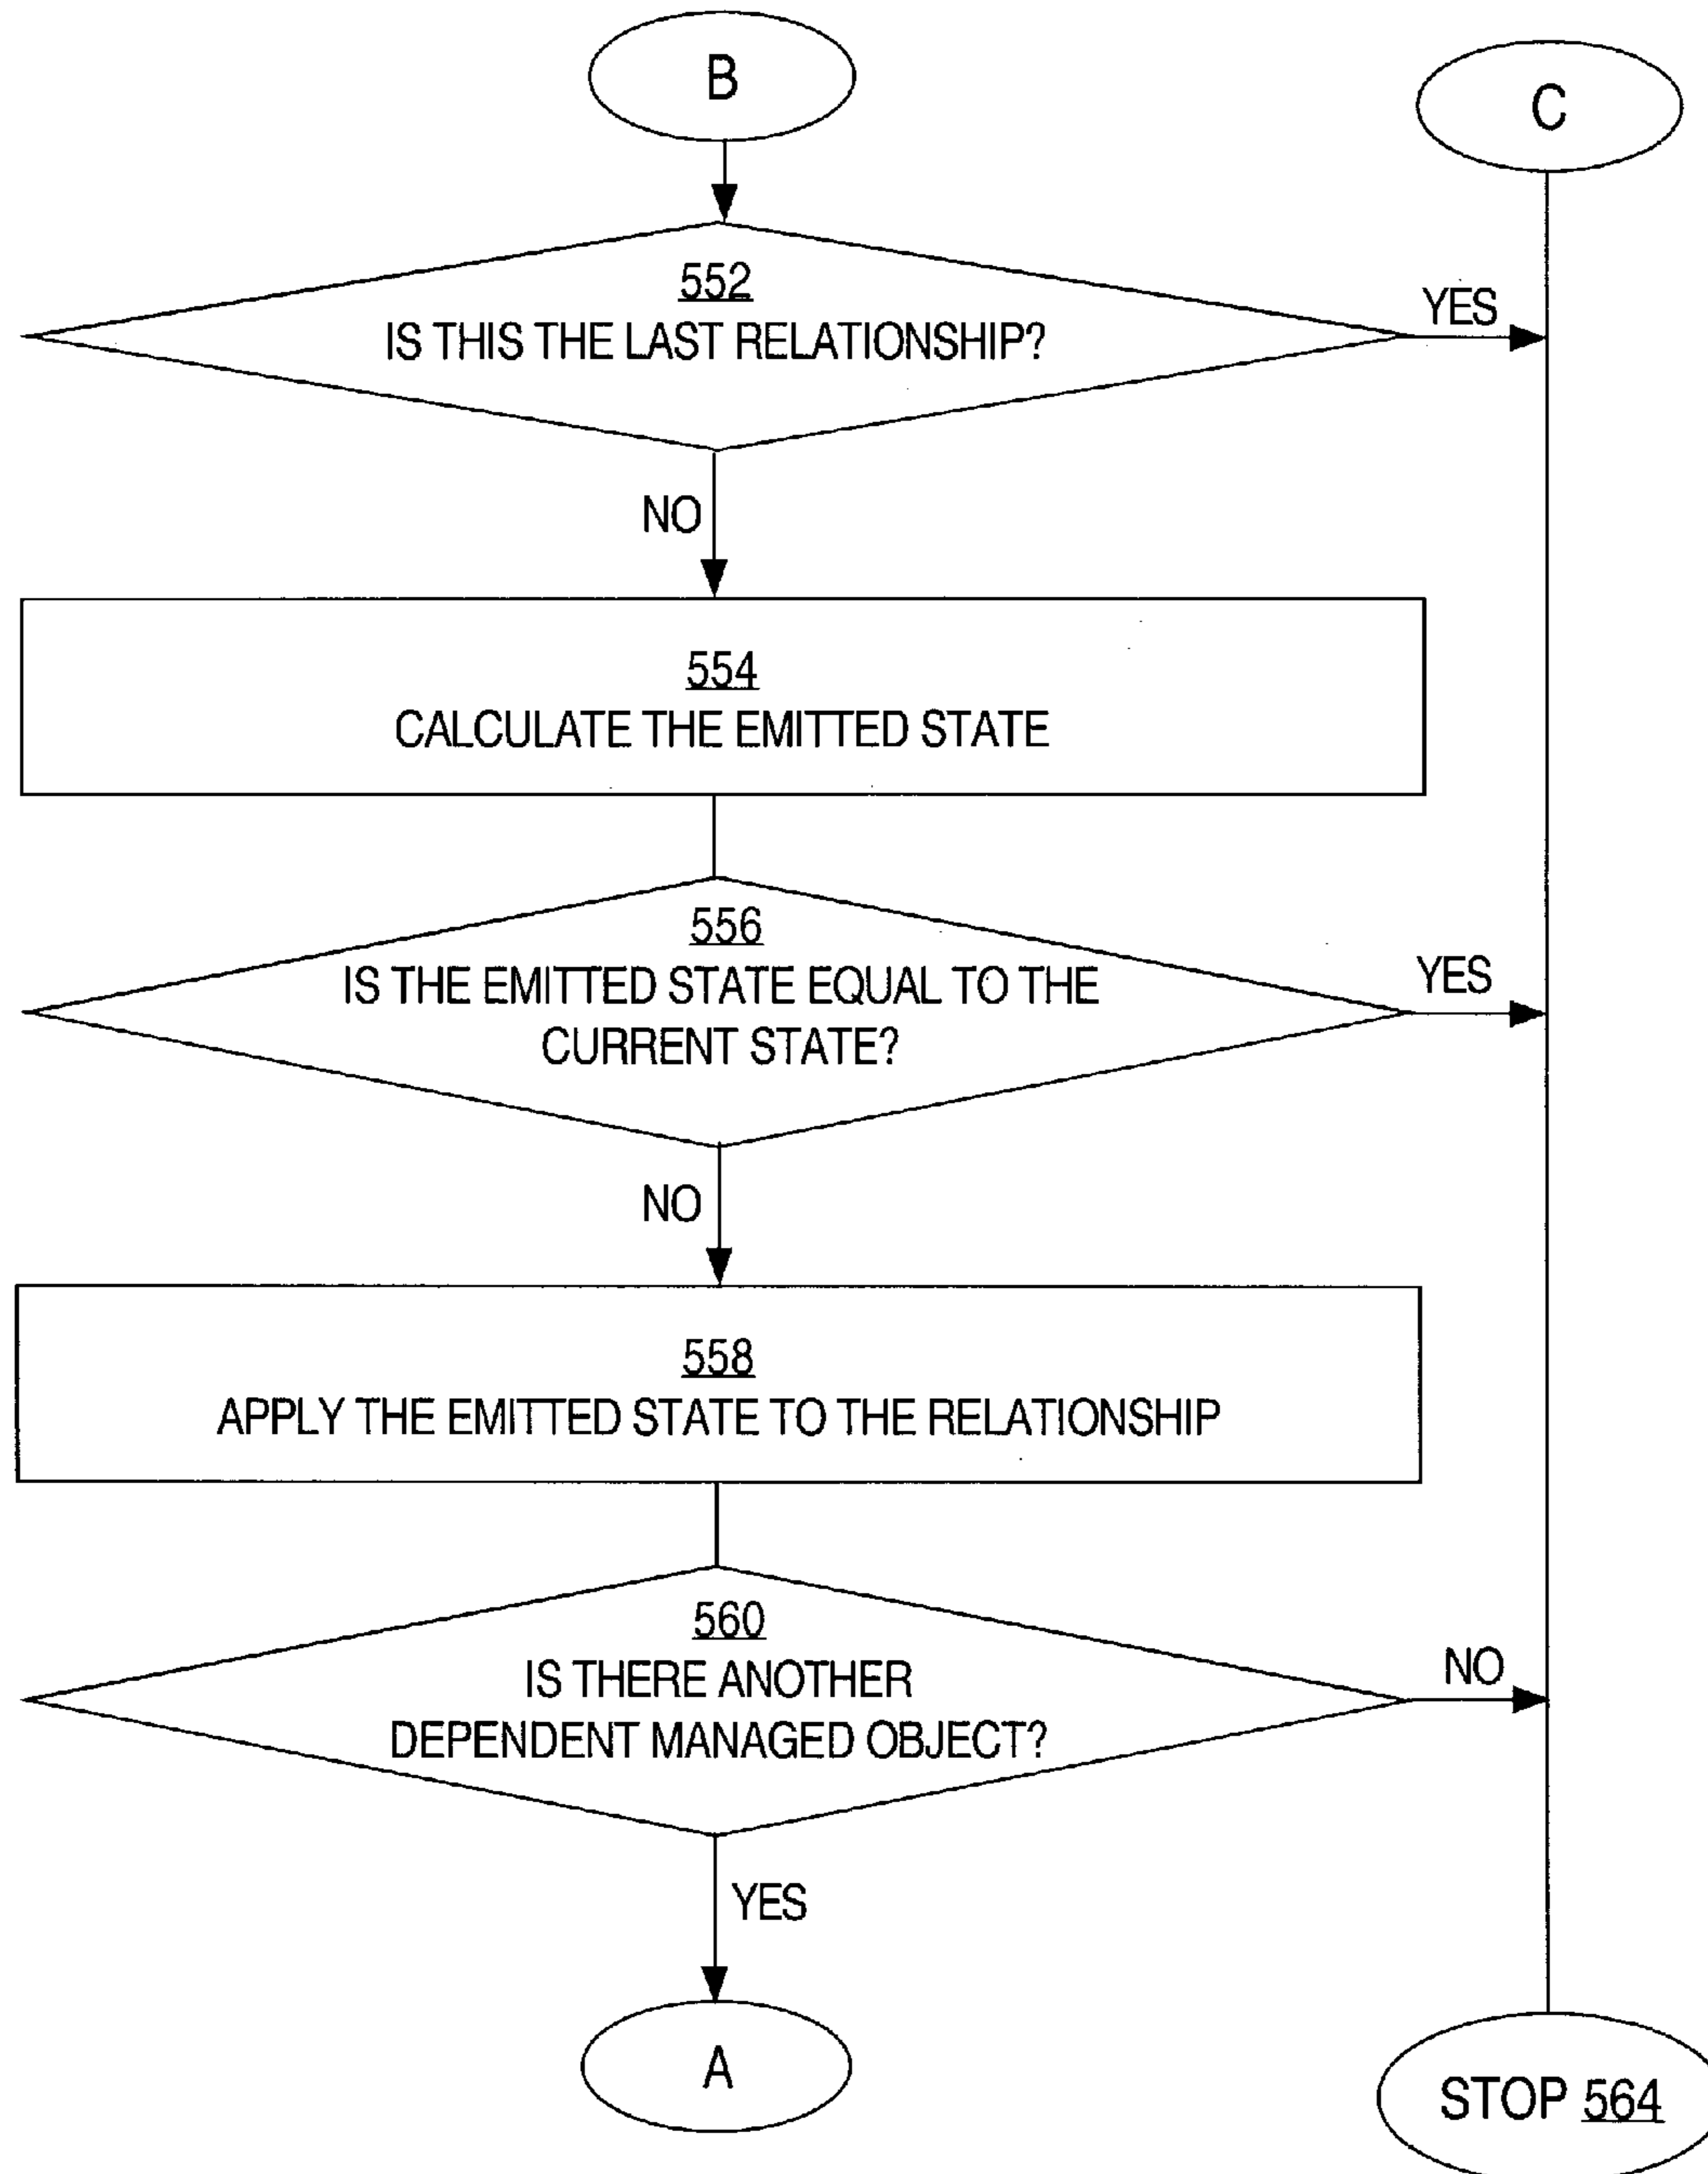 B
C
552
IS THIS THE LAST RELATIONSHIP?
YES
NO
554
CALCULATE THE EMITTED STATE
556
IS THE EMITTED STATE EQUAL TO THE
CURRENT STATE?
YES
NO
558
APPLY THE EMITTED STATE TO THE RELATIONSHIP
560
IS THERE ANOTHER
DEPENDENT MANAGED OBJECT?
NO
YES
A
STOP 564